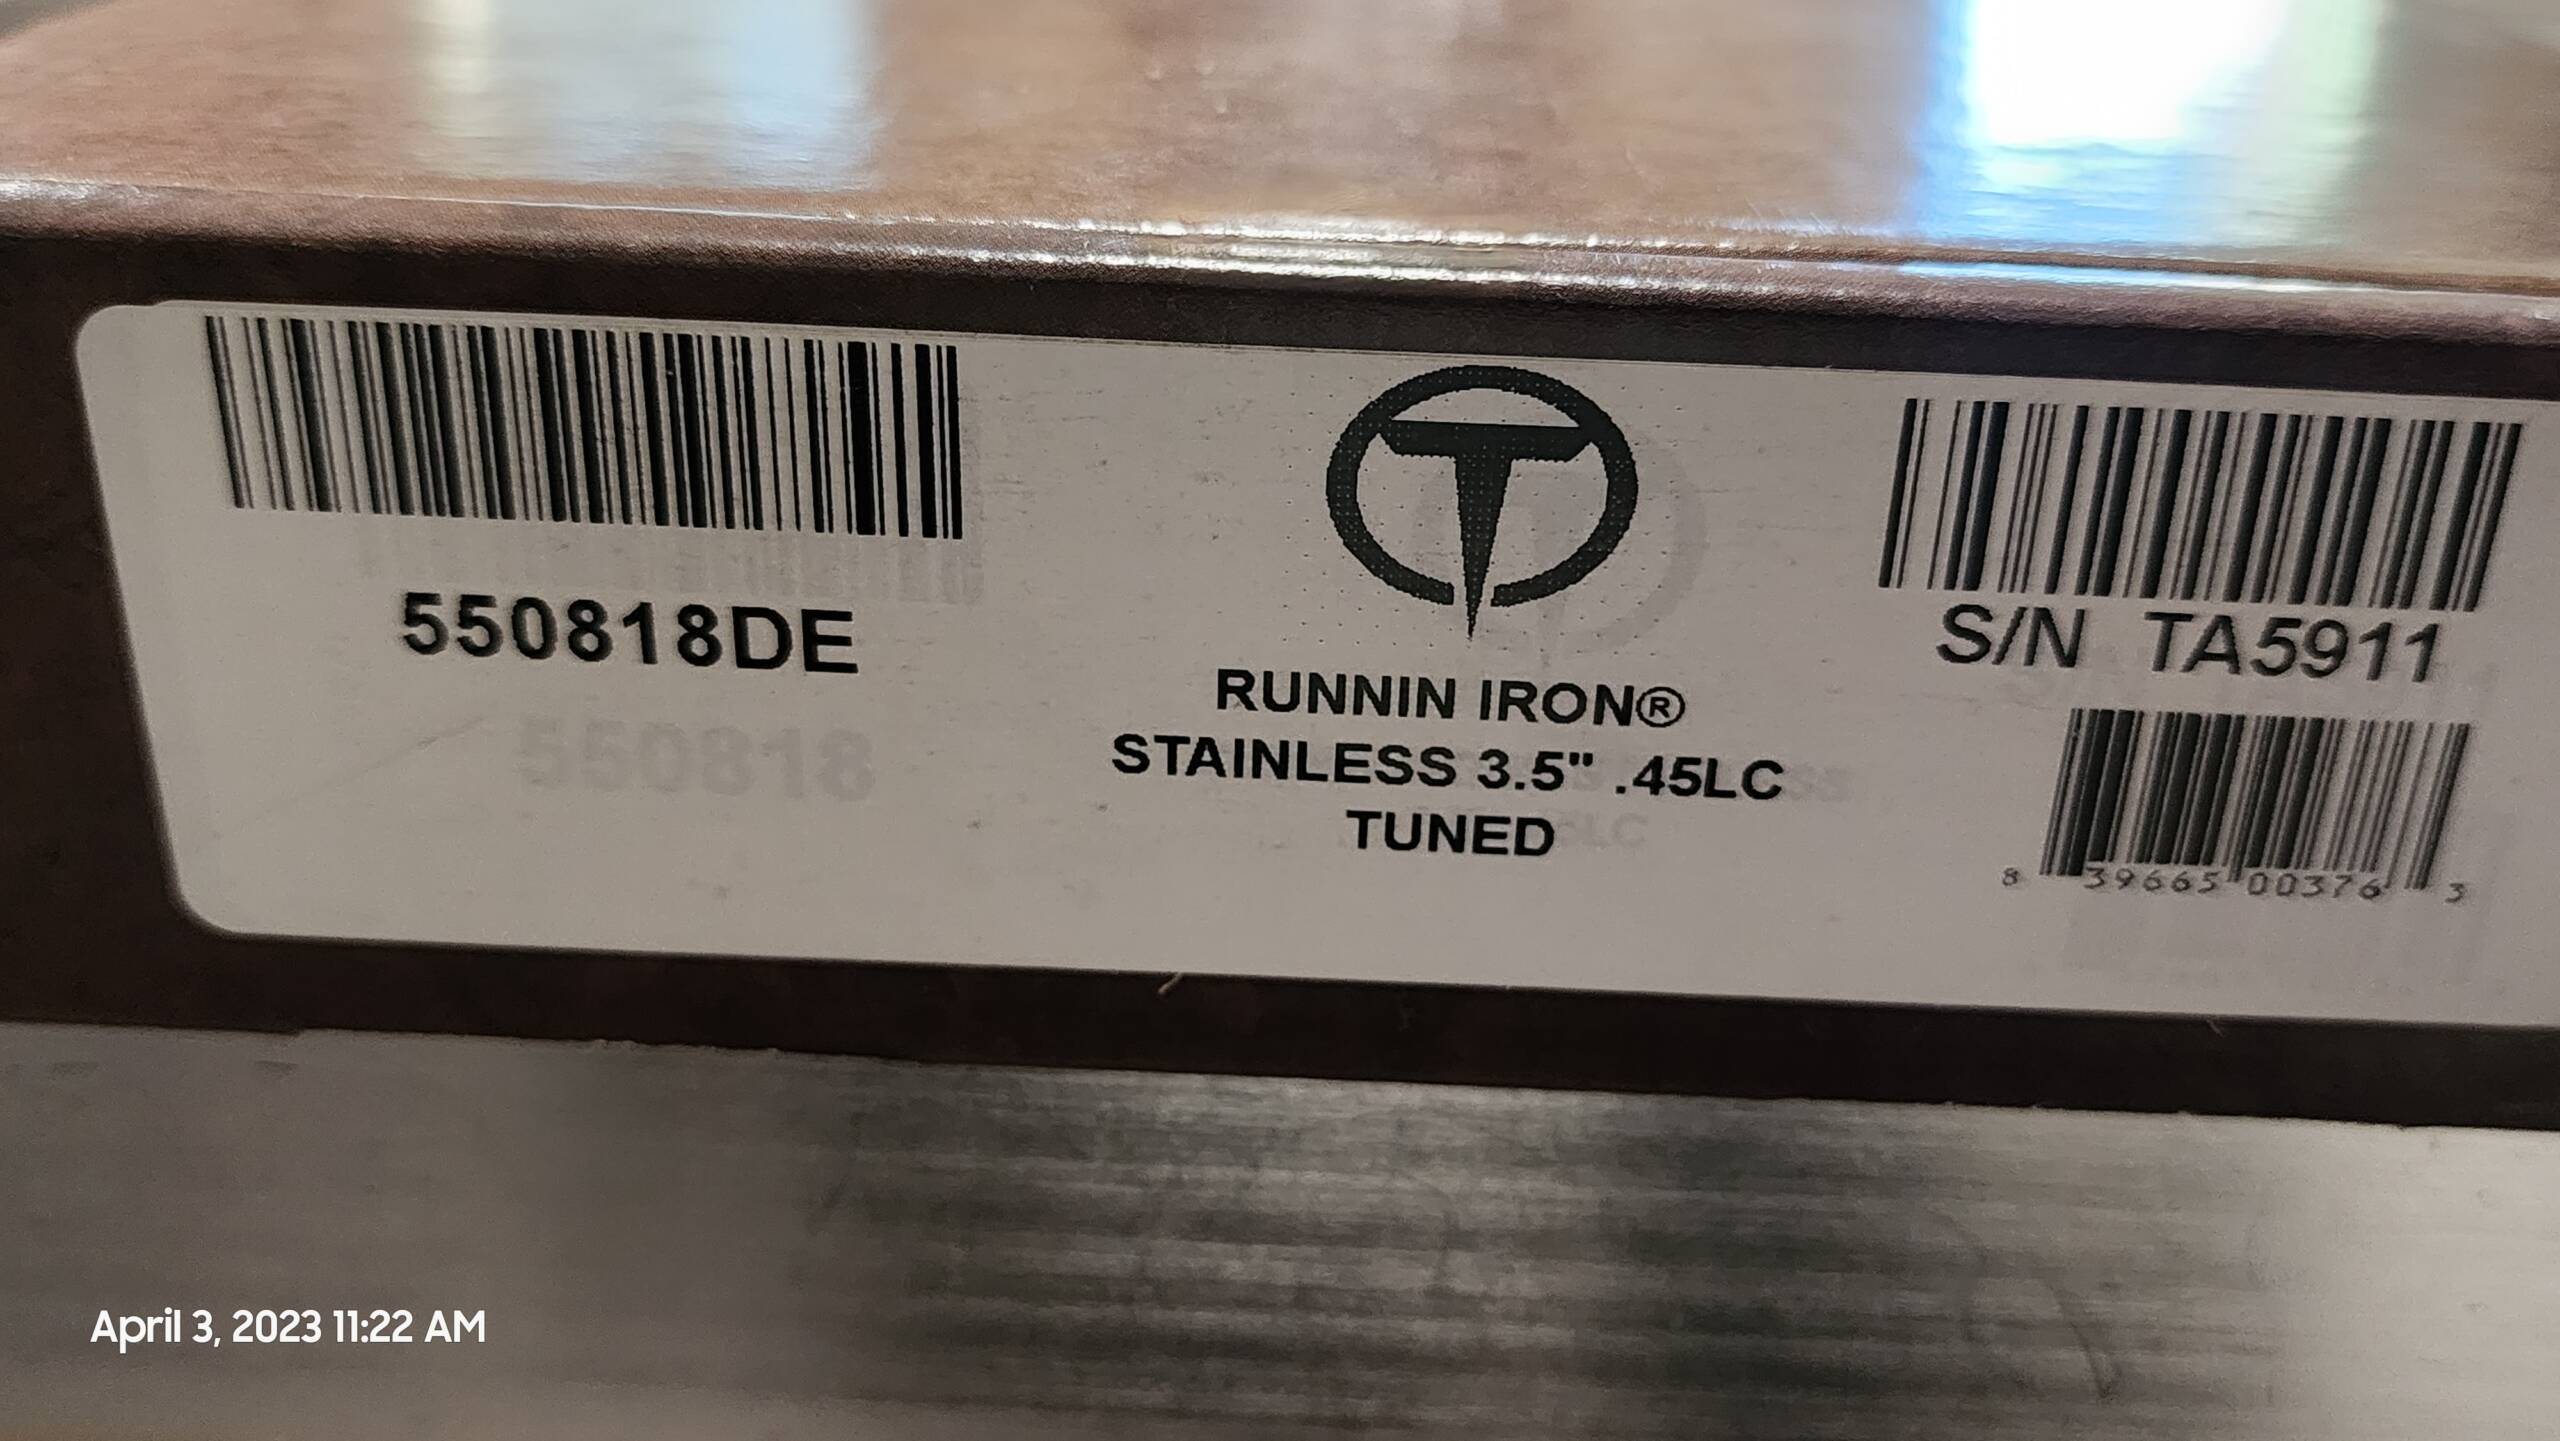 550818DE
550818
T
RUNNIN IRON®
STAINLESS 3.5" .45LC
TUNED
S/N TA5911
8 39665 00376 3
April 3, 2023 11:22 AM